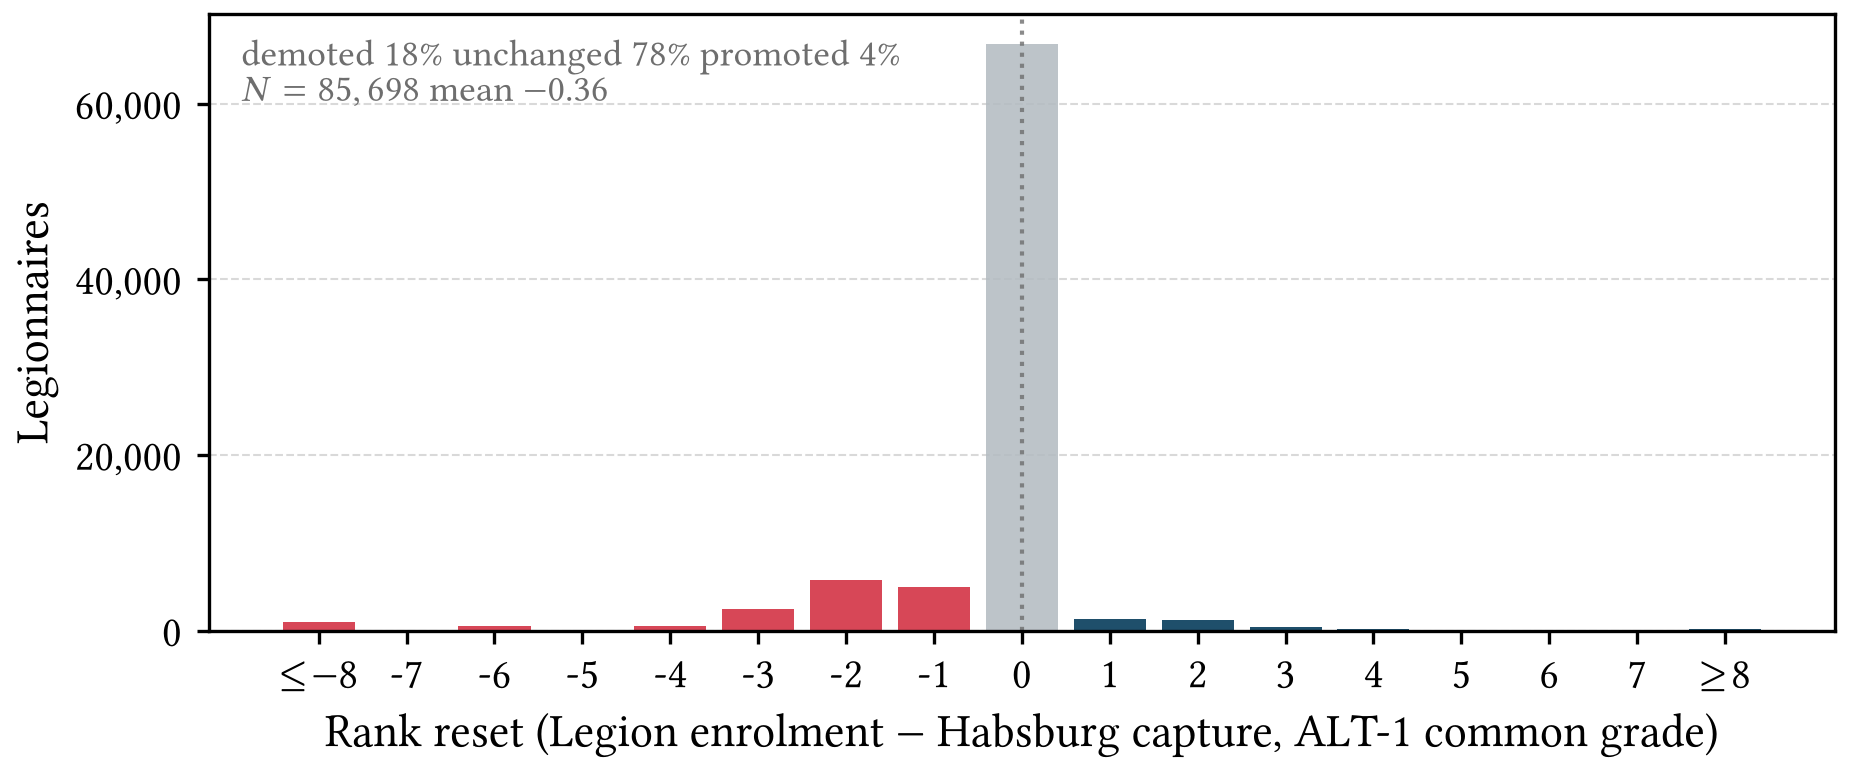 demoted 18% unchanged 78% promoted 4%
N = 85, 698 mean −0.36
Legionnaires
60,000
40,000
20,000
0
≤−8 -7 -6 -5 -4 -3 -2 -1 0 1 2 3 4 5 6 7 ≥8
Rank reset (Legion enrolment − Habsburg capture, ALT-1 common grade)